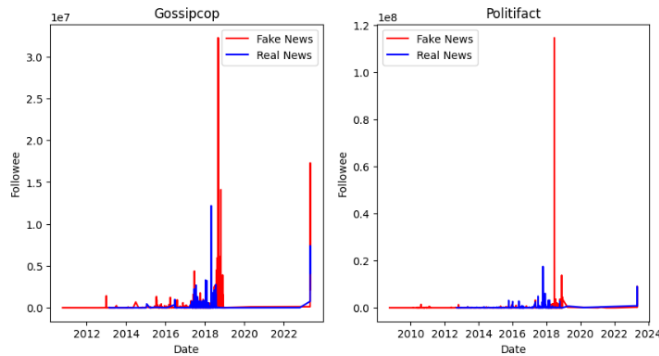 Gossipcop
1e7
Fake News
Real News
3.0
2.5
2.0
1.5
1.0
0.5
0.0
Followee
2012 2014 2016 2018 2020 2022
Date
Politifact
1e8
Fake News
Real News
1.2
1.0
0.8
0.6
0.4
0.2
0.0
Followee
2010 2012 2014 2016 2018 2020 2022 2024
Date